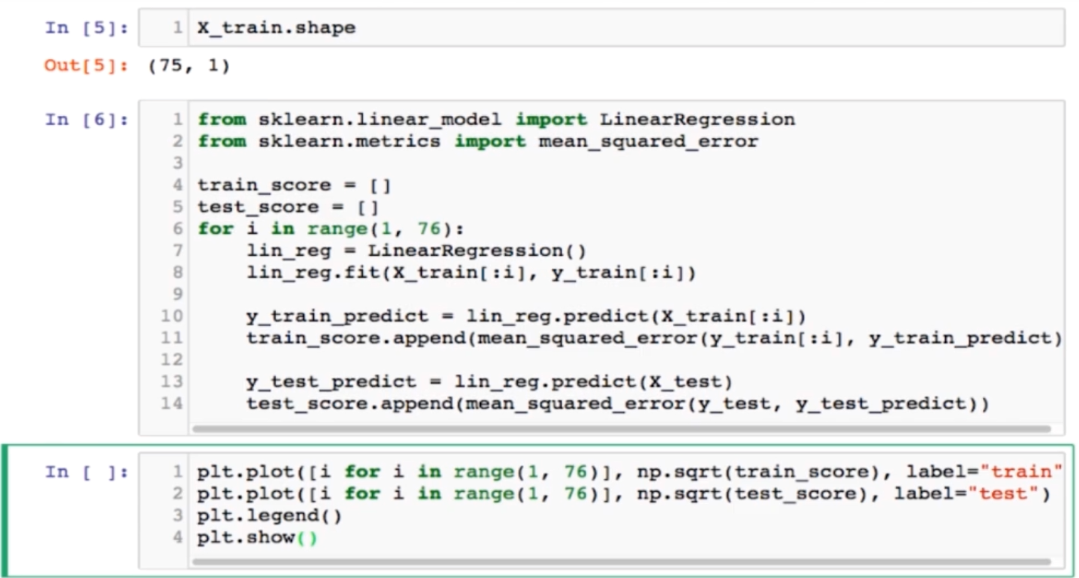 In [5]: 1 X_train.shape
Out[5]: (75, 1)
In [6]: 1 from sklearn.linear_model import LinearRegression
2 from sklearn.metrics import mean_squared_error
3
4 train_score = []
5 test_score = []
6 for i in range(1, 76):
7     lin_reg = LinearRegression()
8     lin_reg.fit(X_train[:i], y_train[:i])
9
10     y_train_predict = lin_reg.predict(X_train[:i])
11     train_score.append(mean_squared_error(y_train[:i], y_train_predict)
12
13     y_test_predict = lin_reg.predict(X_test)
14     test_score.append(mean_squared_error(y_test, y_test_predict))
In [ ]: 1 plt.plot([i for i in range(1, 76)], np.sqrt(train_score), label="train"
2 plt.plot([i for i in range(1, 76)], np.sqrt(test_score), label="test")
3 plt.legend()
4 plt.show()